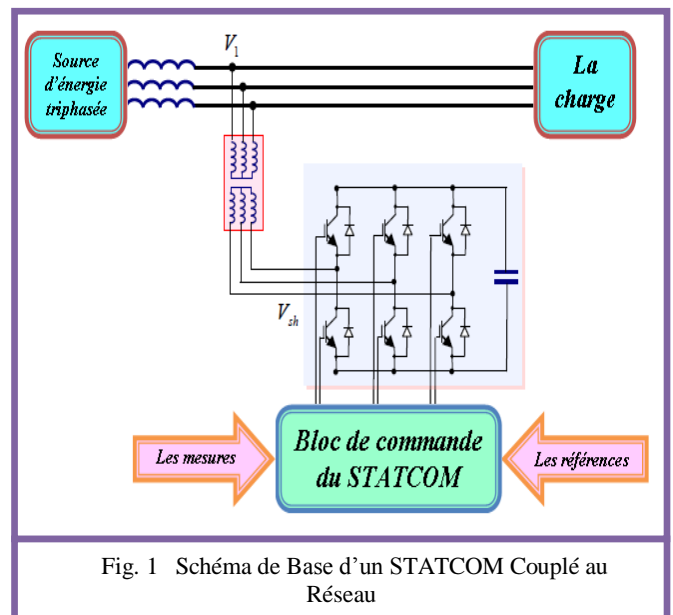 V1
Source
d'énergie
triphasée
La
charge
Vsh
Bloc de commande
du STATCOM
Les mesures
Les références
Fig. 1 Schéma de Base d'un STATCOM Couplé au
Réseau